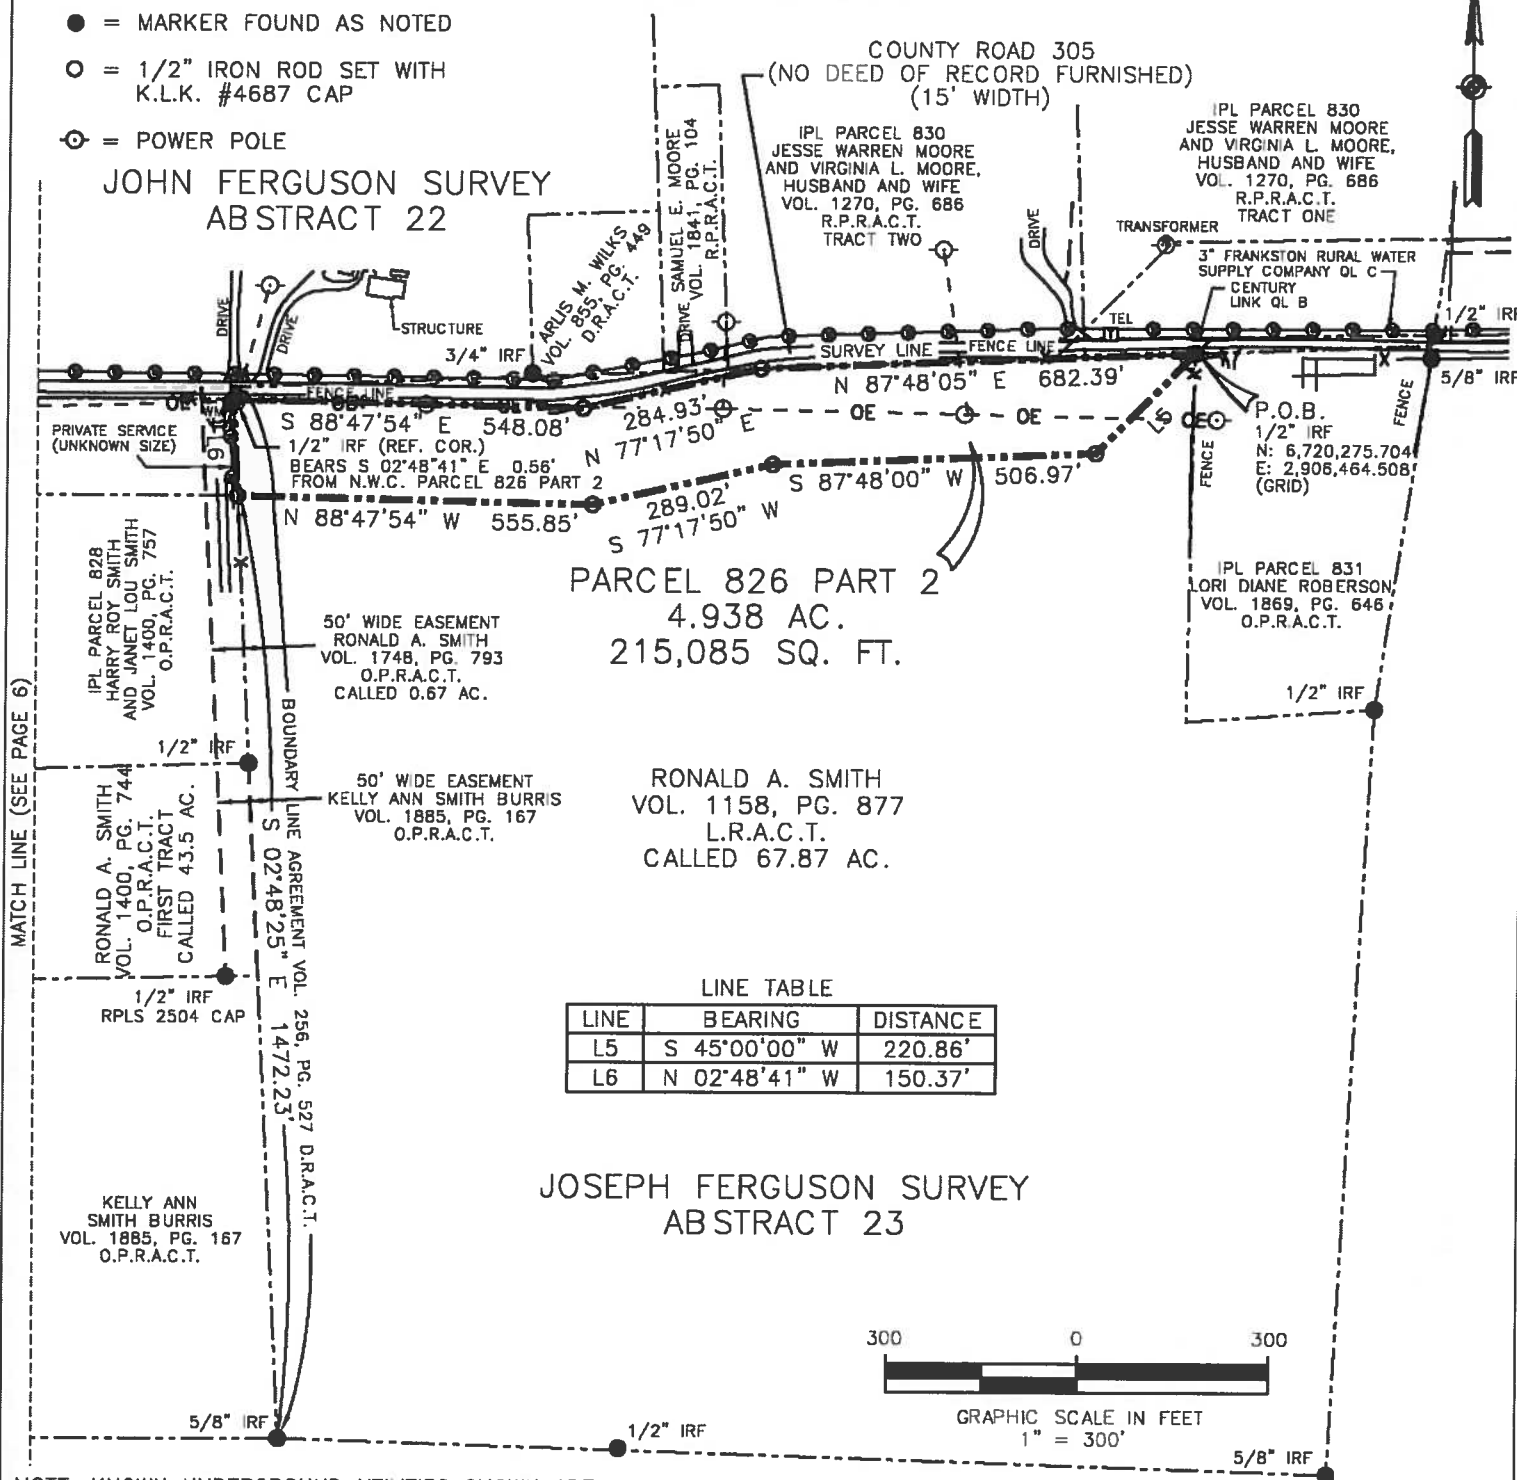 = MARKER FOUND AS NOTED
= 1/2" IRON ROD SET WITH
K.L.K. #4687 CAP
= POWER POLE
JOHN FERGUSON SURVEY
ABSTRACT 22
COUNTY ROAD 305
(NO DEED OF RECORD FURNISHED)
(15' WIDTH)
IPL PARCEL 830
JESSE WARREN MOORE
AND VIRGINIA L. MOORE,
HUSBAND AND WIFE
VOL. 1270, PG. 686
R.P.R.A.C.T.
TRACT TWO
IPL PARCEL 830
JESSE WARREN MOORE
AND VIRGINIA L. MOORE,
HUSBAND AND WIFE
VOL. 1270, PG. 686
R.P.R.A.C.T.
TRACT ONE
SAMUEL E. MOORE
VOL. 1841, PG. 104
R.P.R.A.C.T.
ARLIS M. WILKS
VOL. 855, PG. 449
D.R.A.C.T.
DRIVE
DRIVE
DRIVE
DRIVE
STRUCTURE
TRANSFORMER
3" FRANKSTON RURAL WATER
SUPPLY COMPANY QL C
CENTURY
LINK QL B
TEL
T
1/2" IRF
3/4" IRF
5/8" IRF
SURVEY LINE
FENCE LINE
FENCE LINE
N 87°48'05" E 682.39'
OE
WM
S 88°47'54" E 548.08'
284.93'
N 77°17'50" E
OE
OE
OE
L5
L6
PRIVATE SERVICE
(UNKNOWN SIZE)
1/2" IRF (REF. COR.)
BEARS S 02°48'41" E 0.56'
FROM N.W.C. PARCEL 826 PART 2
P.O.B.
1/2" IRF
N: 6,720,275.704
E: 2,906,464.508
(GRID)
FENCE
FENCE
N 88°47'54" W 555.85'
289.02'
S 77°17'50" W
S 87°48'00" W 506.97'
PARCEL 826 PART 2
4.938 AC.
215,085 SQ. FT.
IPL PARCEL 831
LORI DIANE ROBERSON
VOL. 1869, PG. 646
O.P.R.A.C.T.
IPL PARCEL 828
HARRY ROY SMITH
AND JANET LOU SMITH
VOL. 1400, PG. 757
O.P.R.A.C.T.
50' WIDE EASEMENT
RONALD A. SMITH
VOL. 1748, PG. 793
O.P.R.A.C.T.
CALLED 0.67 AC.
1/2" IRF
1/2" IRF
MATCH LINE (SEE PAGE 6)
50' WIDE EASEMENT
KELLY ANN SMITH BURRIS
VOL. 1885, PG. 167
O.P.R.A.C.T.
RONALD A. SMITH
VOL. 1158, PG. 877
L.R.A.C.T.
CALLED 67.87 AC.
RONALD A. SMITH
VOL. 1400, PG. 744
O.P.R.A.C.T.
FIRST TRACT
CALLED 43.5 AC.
BOUNDARY LINE AGREEMENT VOL. 256, PG. 527 D.R.A.C.T.
S 02°48'25" E 1472.23'
1/2" IRF
RPLS 2504 CAP
LINE TABLE
LINE BEARING DISTANCE
L5 S 45°00'00" W 220.86'
L6 N 02°48'41" W 150.37'
JOSEPH FERGUSON SURVEY
ABSTRACT 23
KELLY ANN
SMITH BURRIS
VOL. 1885, PG. 167
O.P.R.A.C.T.
300 0 300
GRAPHIC SCALE IN FEET
1" = 300'
5/8" IRF
1/2" IRF
5/8" IRF